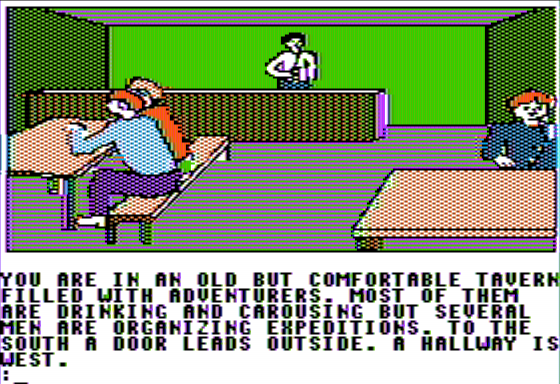 YOU ARE IN AN OLD BUT COMFORTABLE TAVERN
FILLED WITH ADVENTURERS. MOST OF THEM
ARE DRINKING AND CAROUSING BUT SEVERAL
MEN ARE ORGANIZING EXPEDITIONS. TO THE
SOUTH A DOOR LEADS OUTSIDE. A HALLWAY IS
WEST.
:_